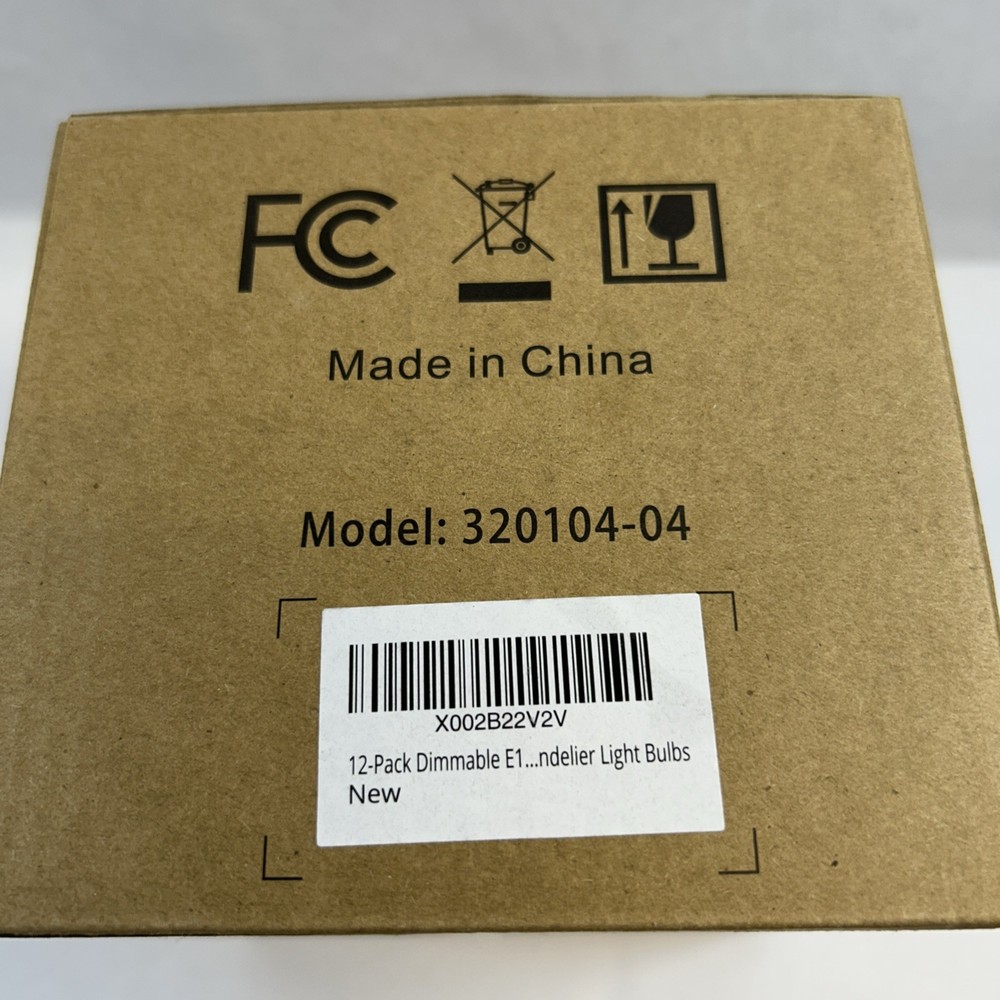 FC
Made in China
Model: 320104-04
X002B22V2V
12-Pack Dimmable E1...ndelier Light Bulbs
New